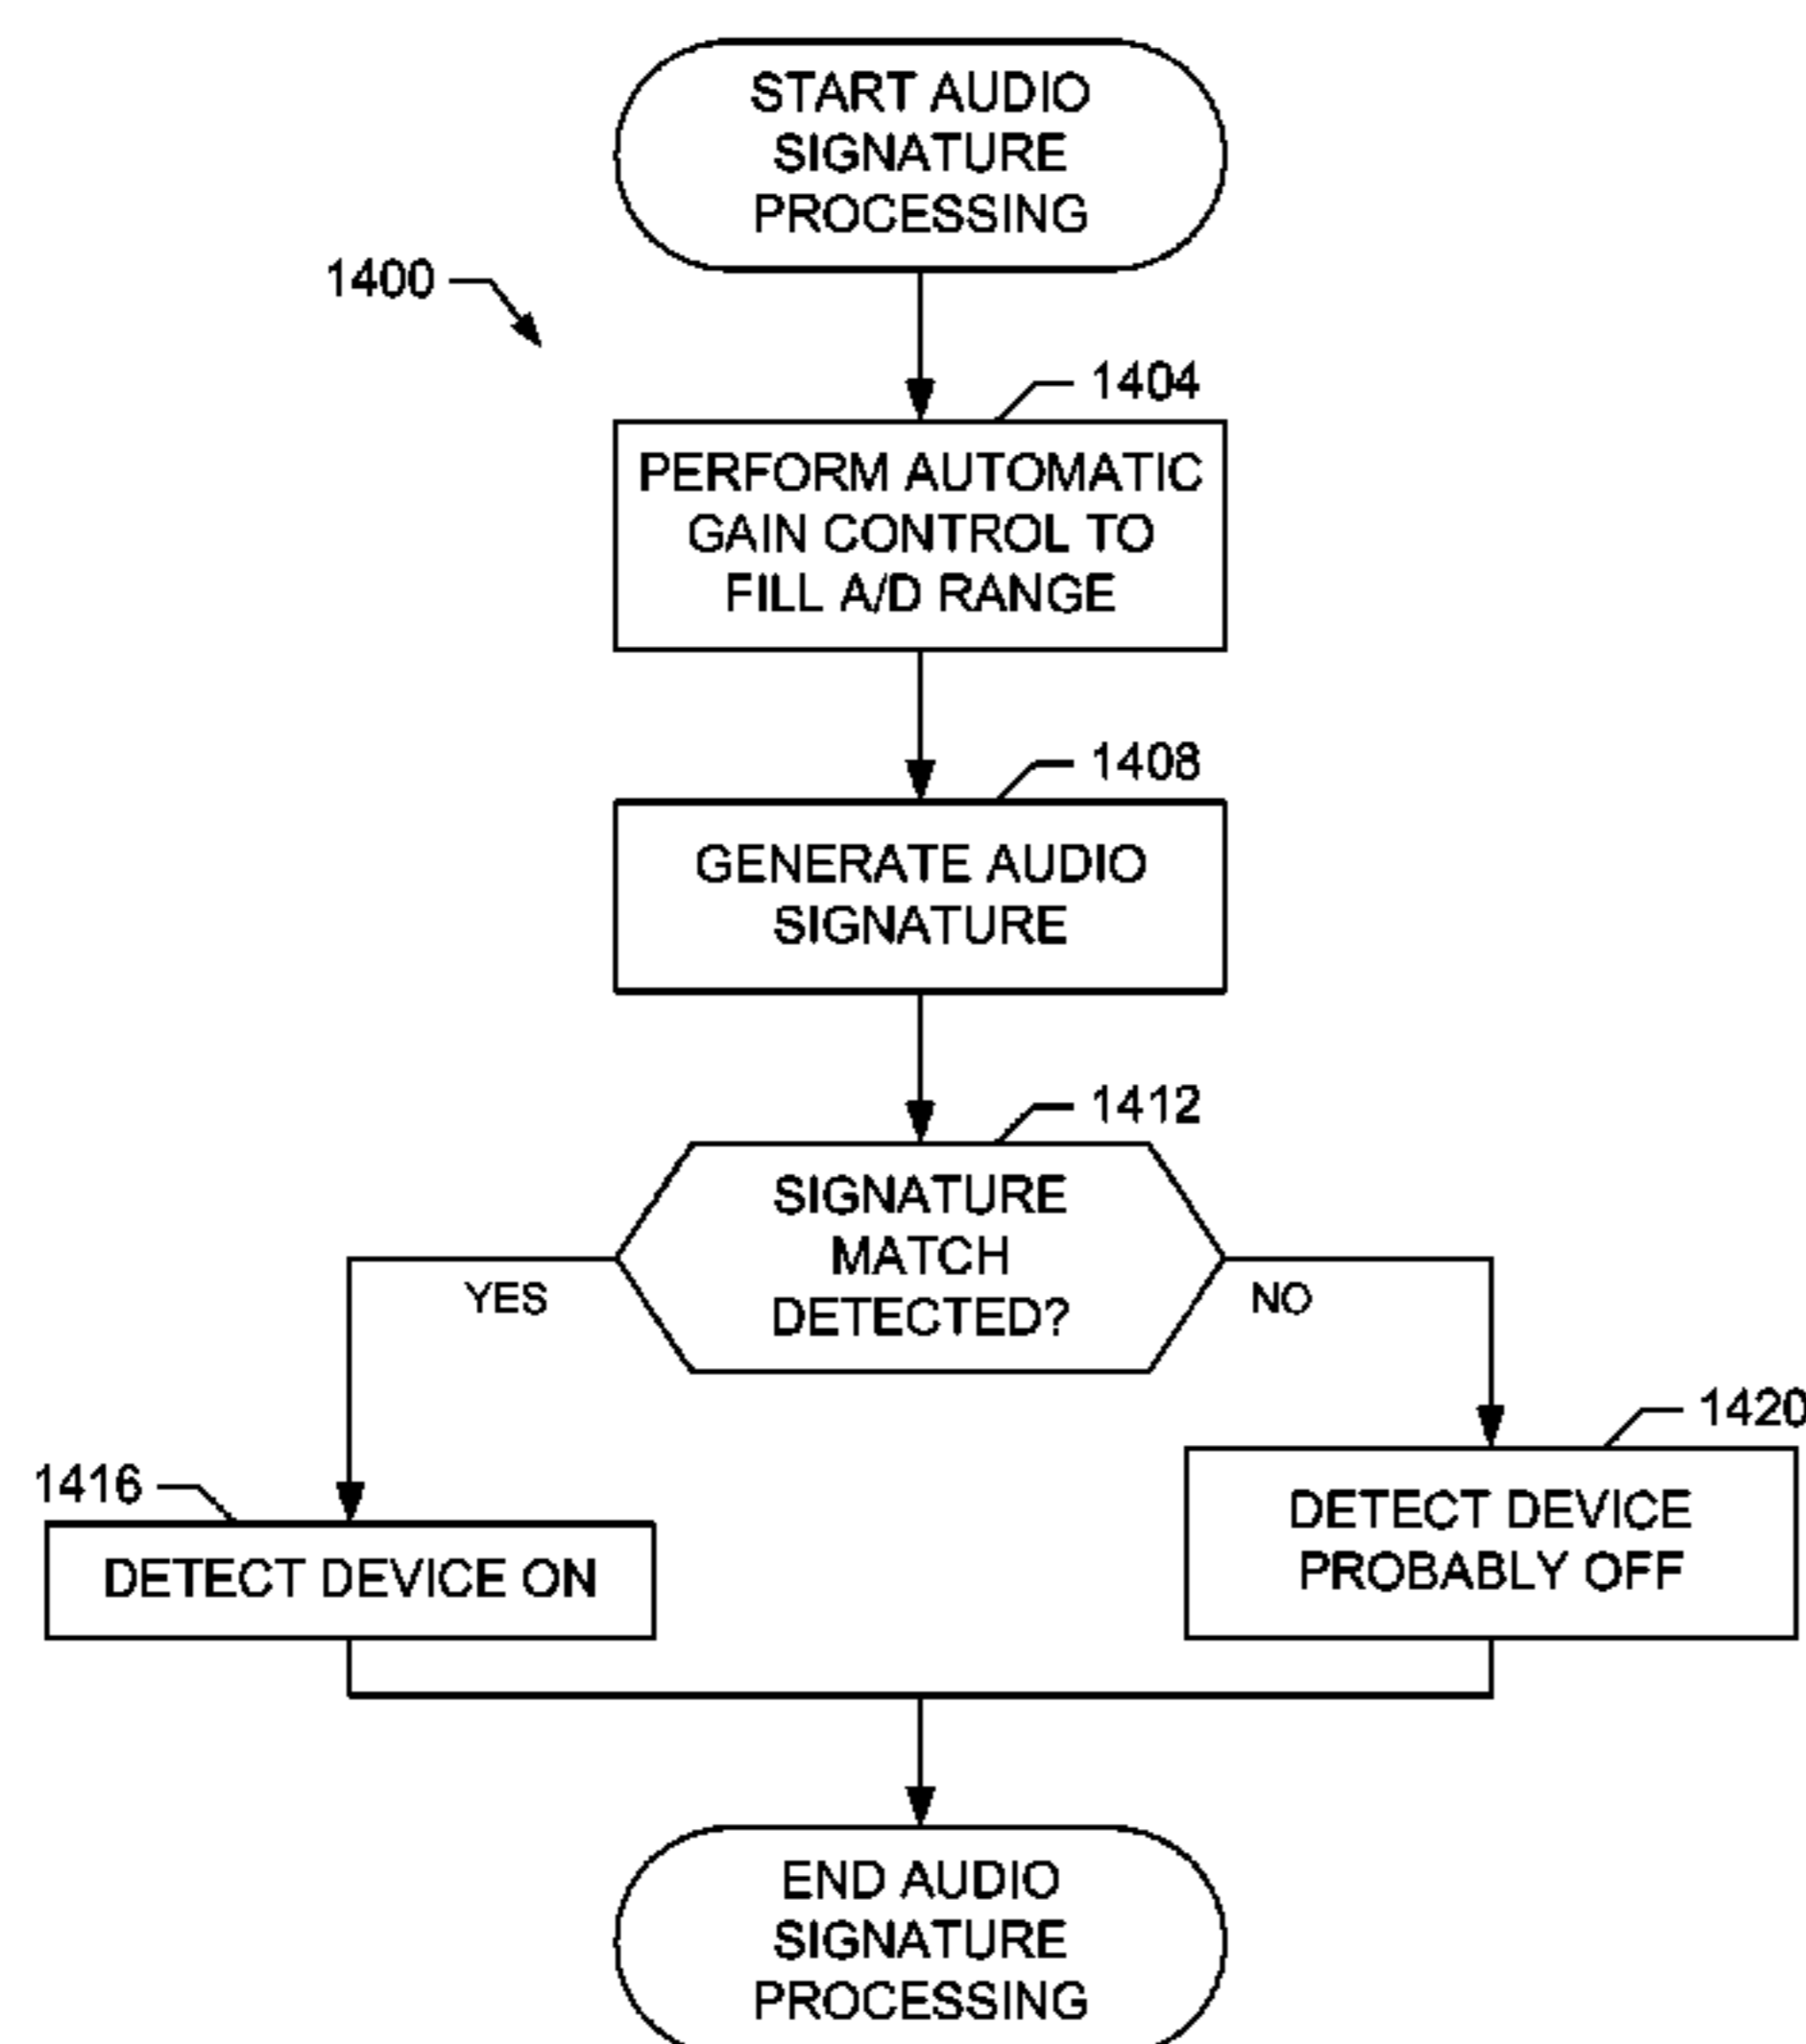 START AUDIO
SIGNATURE
PROCESSING
1400
1404
PERFORM AUTOMATIC
GAIN CONTROL TO
FILL A/D RANGE
1408
GENERATE AUDIO
SIGNATURE
1412
SIGNATURE
MATCH
DETECTED?
YES
NO
1416
DETECT DEVICE ON
1420
DETECT DEVICE
PROBABLY OFF
END AUDIO
SIGNATURE
PROCESSING